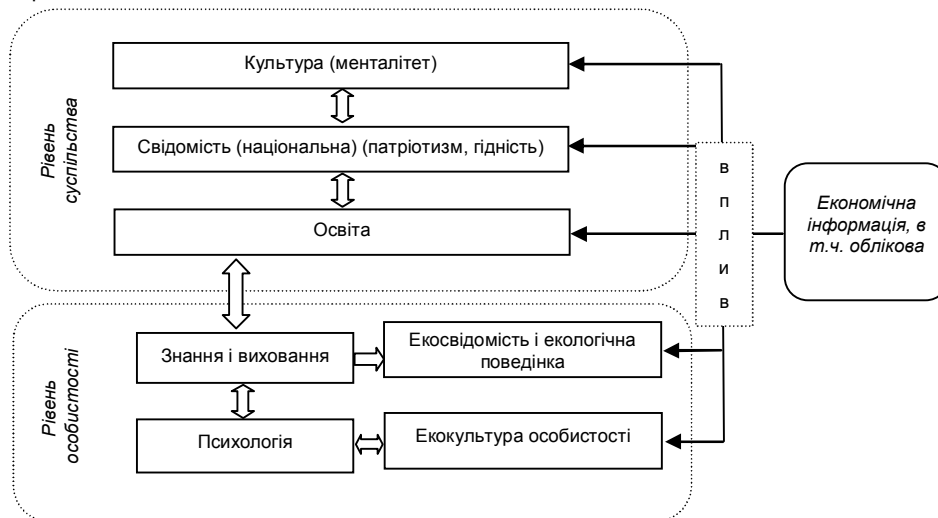 Культура (менталітет)
Свідомість (національна) (патріотизм, гідність)
Освіта
Рівень
суспільства
в
п
л
и
в
Економічна
інформація, в
т.ч. облікова
Знання і виховання
Екосвідомість і екологічна
поведінка
Психологія
Екокультура особистості
Рівень
особистості